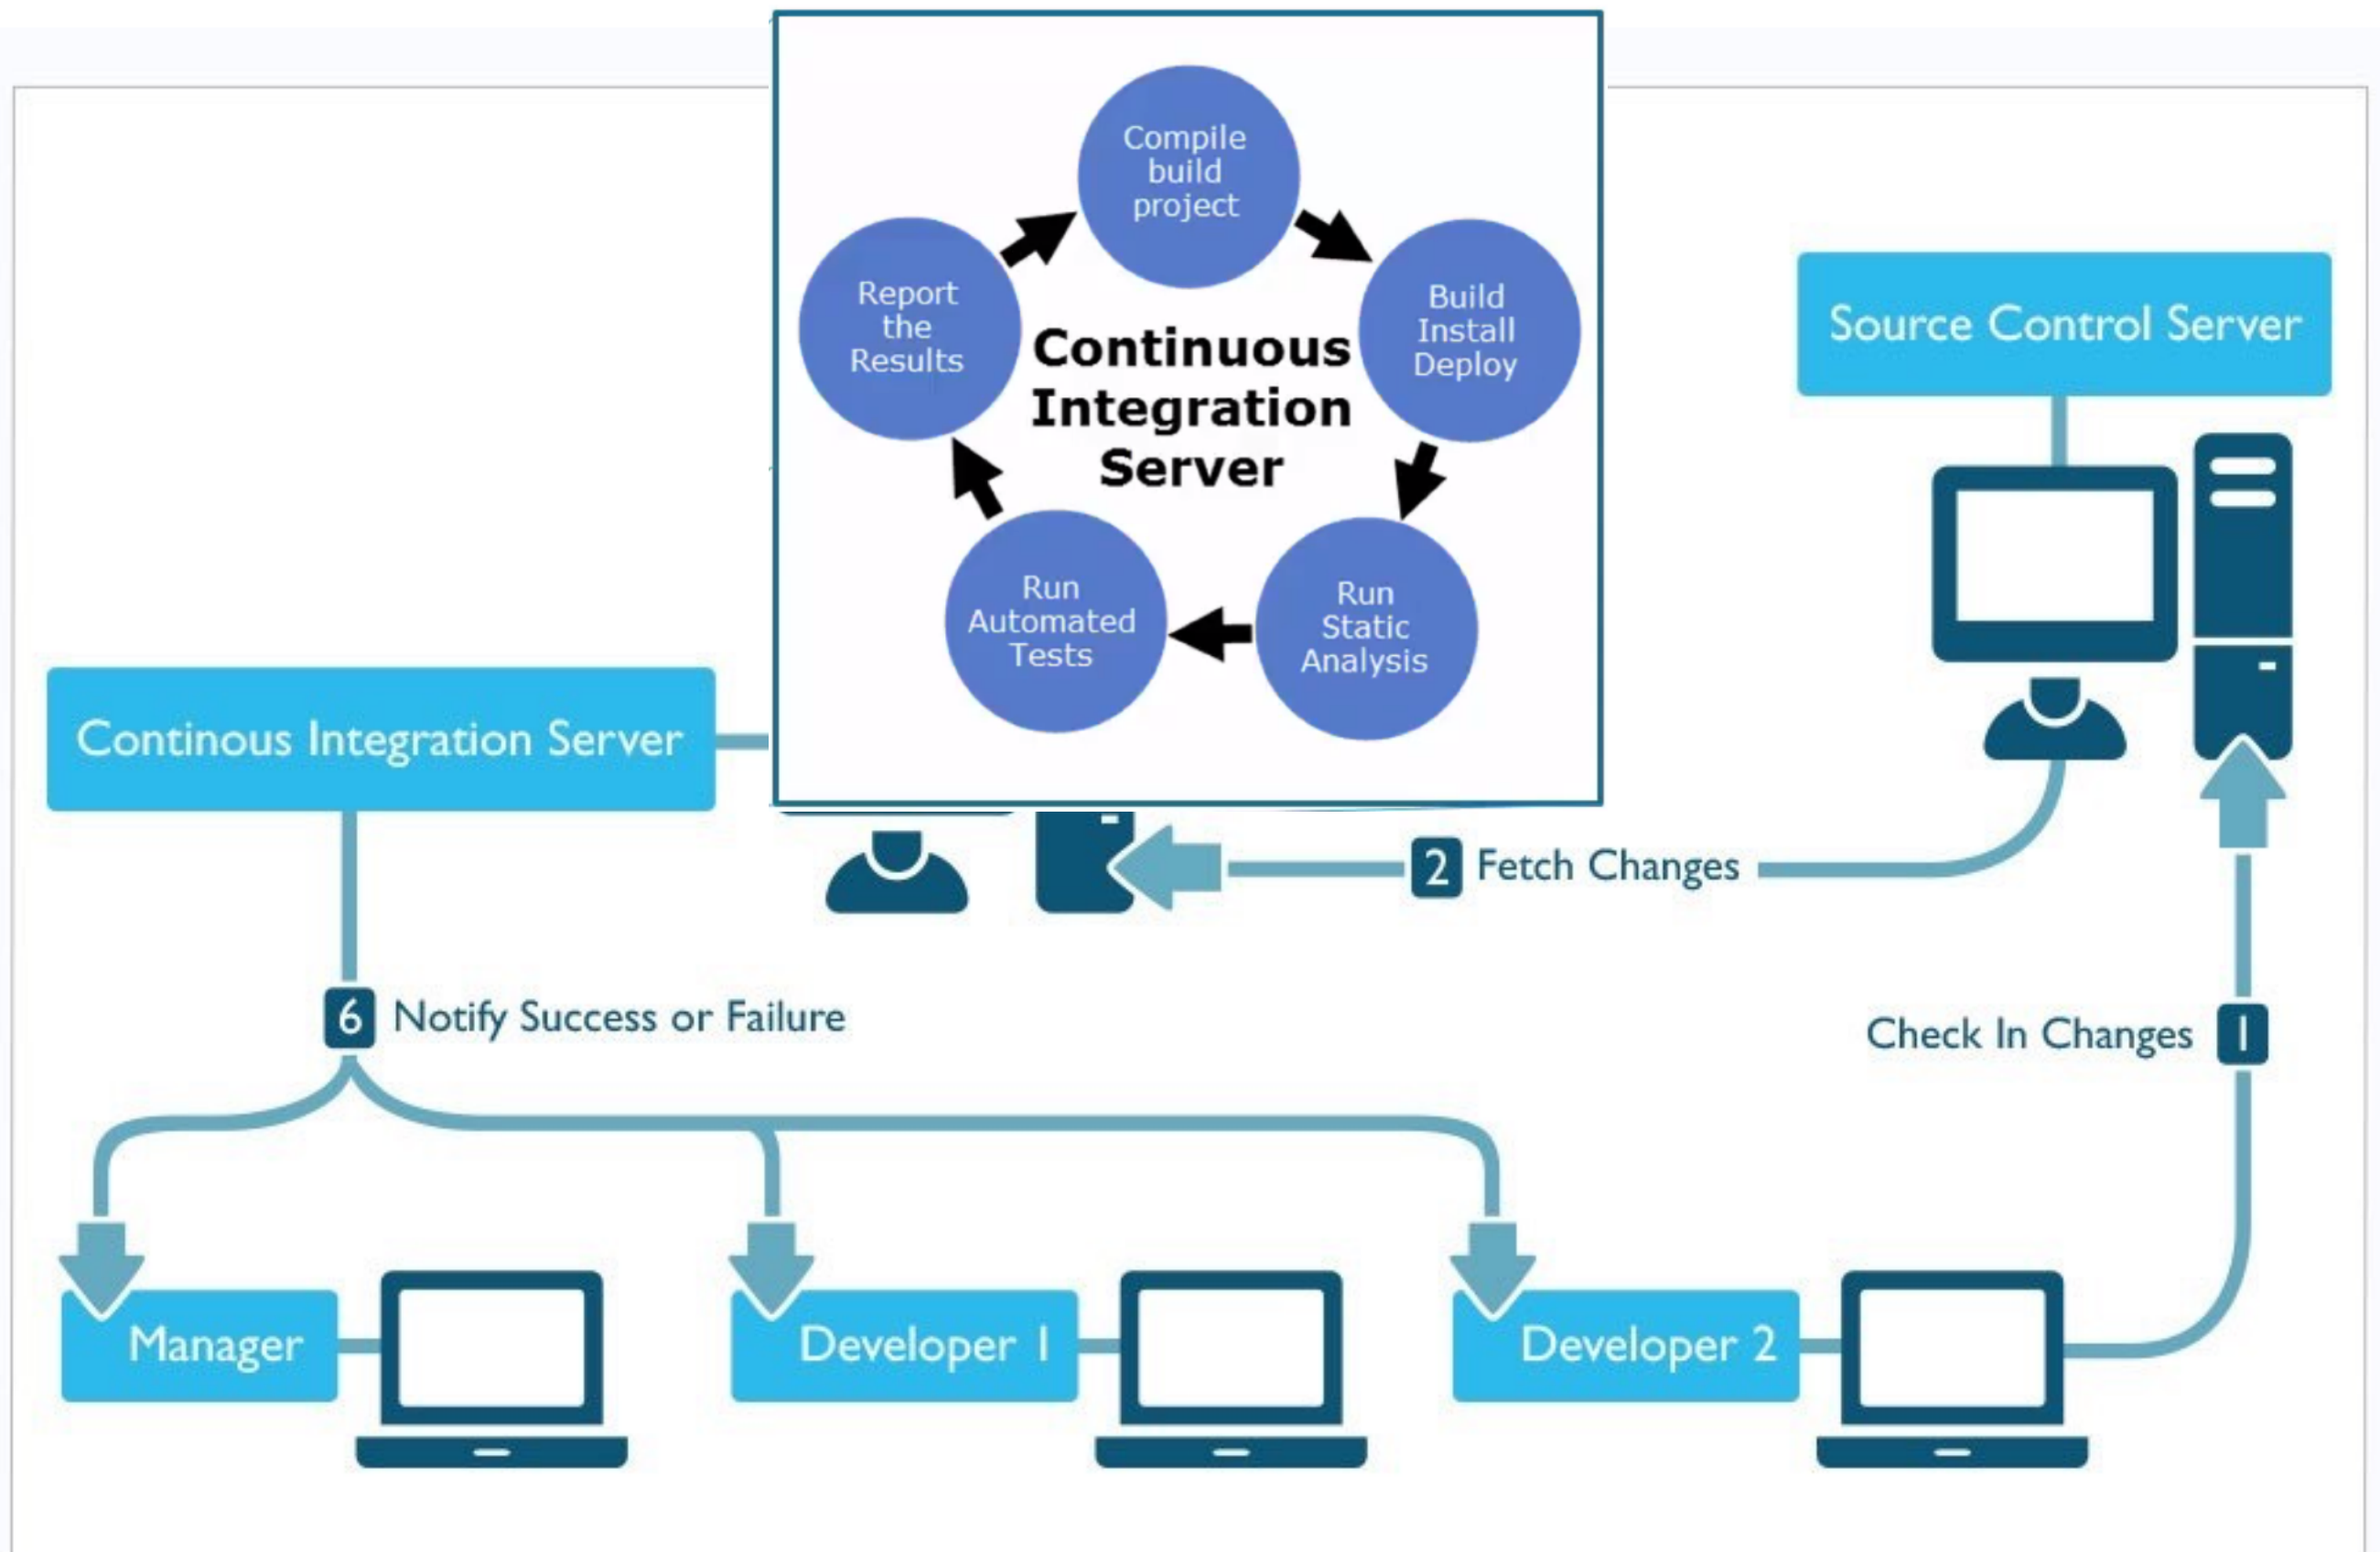 Compile
build
project
Report
the
Results
Build
Install
Deploy
Continuous
Integration
Server
Run
Automated
Tests
Run
Static
Analysis
Source Control Server
Continous Integration Server
2 Fetch Changes
6 Notify Success or Failure
Check In Changes 1
Manager
Developer 1
Developer 2